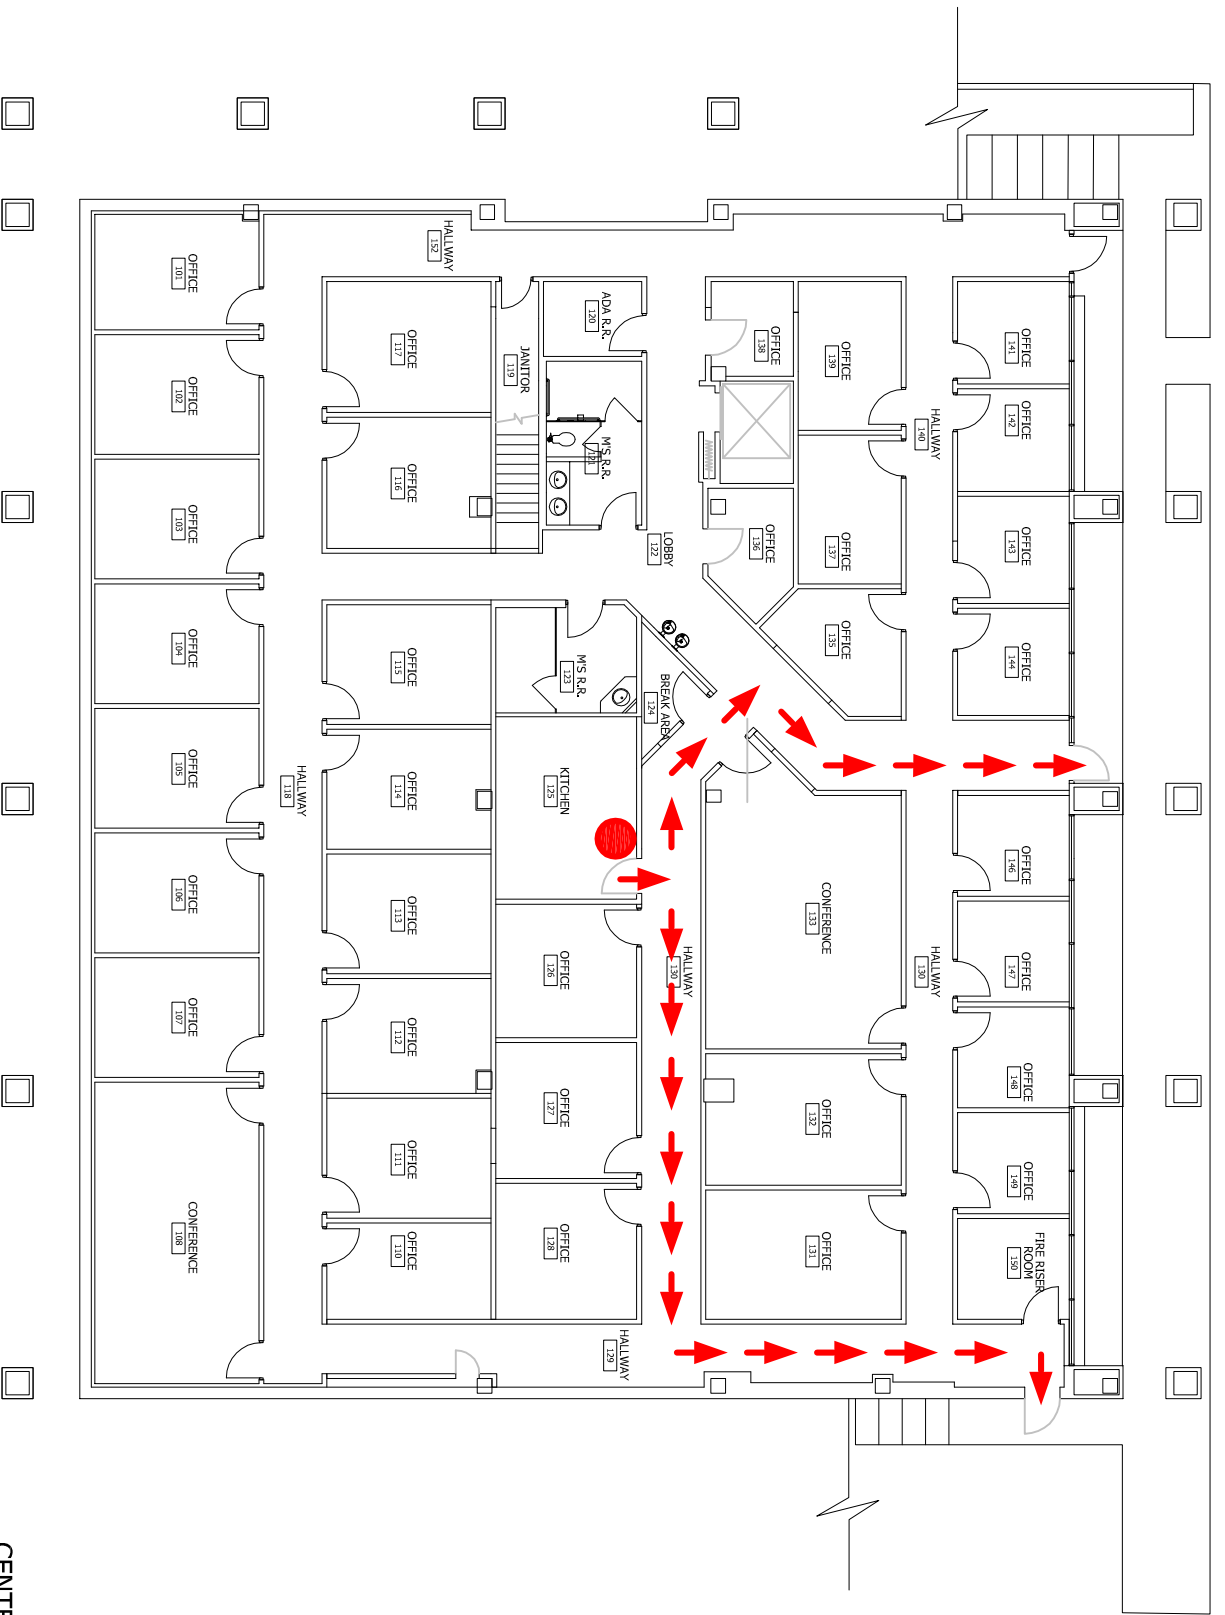 OFFICE
141
OFFICE
142
OFFICE
143
OFFICE
144
OFFICE
146
OFFICE
147
OFFICE
148
OFFICE
149
FIRE RISER
ROOM
150
HALLWAY
140
HALLWAY
130
OFFICE
139
OFFICE
137
OFFICE
135
CONFERENCE
133
OFFICE
132
OFFICE
131
OFFICE
138
OFFICE
136
HALLWAY
130
LOBBY
122
BREAK AREA
124
ADA R.R.
120
M'S R.R.
121
HALLWAY
129
M'S R.R.
123
KITCHEN
125
OFFICE
126
OFFICE
127
OFFICE
128
JANITOR
119
HALLWAY
152
OFFICE
117
OFFICE
116
OFFICE
115
OFFICE
114
OFFICE
113
OFFICE
112
OFFICE
111
OFFICE
110
HALLWAY
118
OFFICE
101
OFFICE
102
OFFICE
103
OFFICE
104
OFFICE
105
OFFICE
106
OFFICE
107
CONFERENCE
108